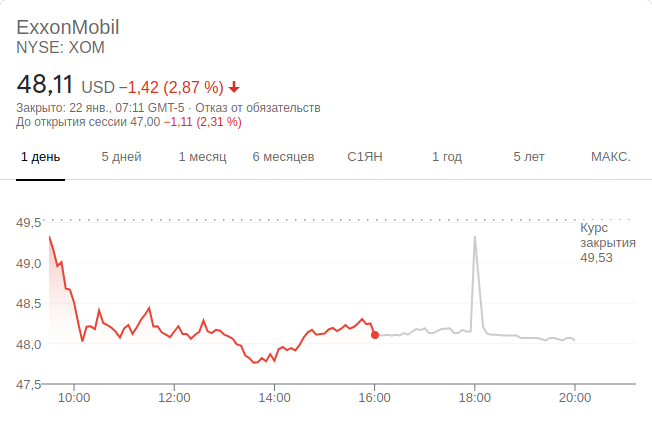 ExxonMobil
NYSE: XOM
48,11 USD −1,42 (2,87 %)
Закрыто: 22 янв., 07:11 GMT-5 · Отказ от обязательств
До открытия сессии 47,00 −1,11 (2,31 %)
1 день 5 дней 1 месяц 6 месяцев С1ЯН 1 год 5 лет МАКС.
49,5
Курс
закрытия
49,53
49,0
48,5
48,0
47,5
10:00 12:00 14:00 16:00 18:00 20:00